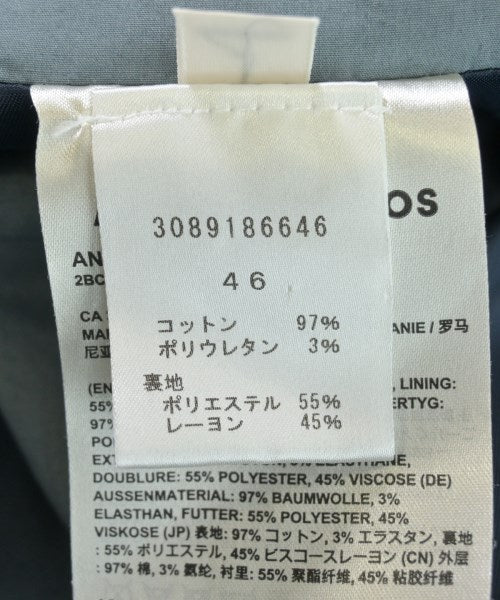 OS
3089186646
46
コットン 97%
ポリウレタン 3%
裏地
ポリエステル 55%
レーヨン 45%
AN
2BC
CA
MA
ANIE / 罗马
尼亚
(EN
, LINING:
55%
97%
DOUBLURE: 55% POLYESTER, 45% VISCOSE (DE)
AUSSENMATERIAL: 97% BAUMWOLLE, 3%
ELASTHAN, FUTTER: 55% POLYESTER, 45%
VISKOSE (JP) 表地: 97% コットン, 3% エラスタン, 裏地
: 55% ポリエステル, 45% ビスコースレーヨン (CN) 外层
: 97% 棉, 3% 氨纶, 衬里: 55% 聚酯纤维, 45% 粘胶纤维